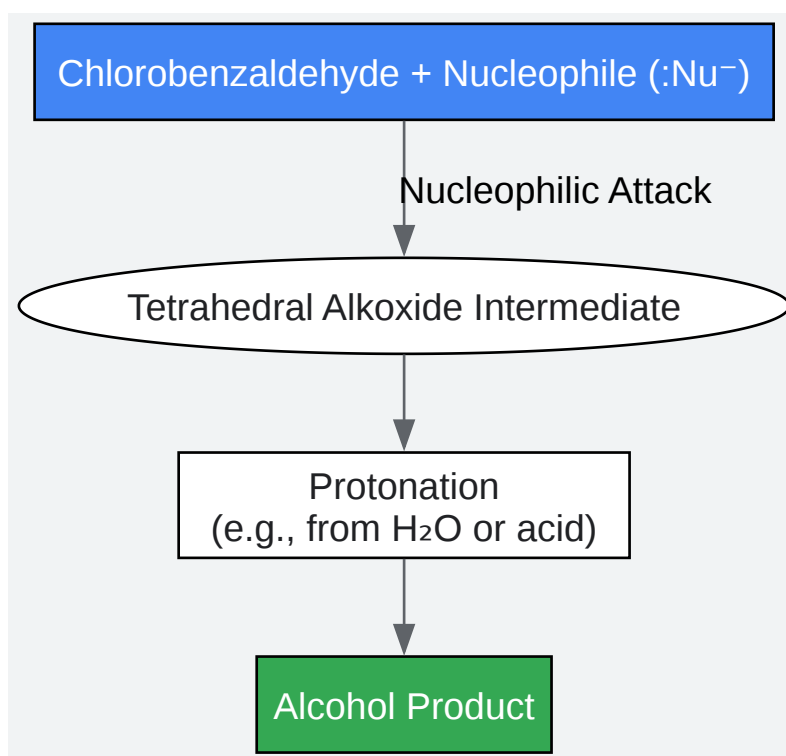 Chlorobenzaldehyde + Nucleophile (:Nu⁻)
Nucleophilic Attack
Tetrahedral Alkoxide Intermediate
Protonation
(e.g., from H₂O or acid)
Alcohol Product